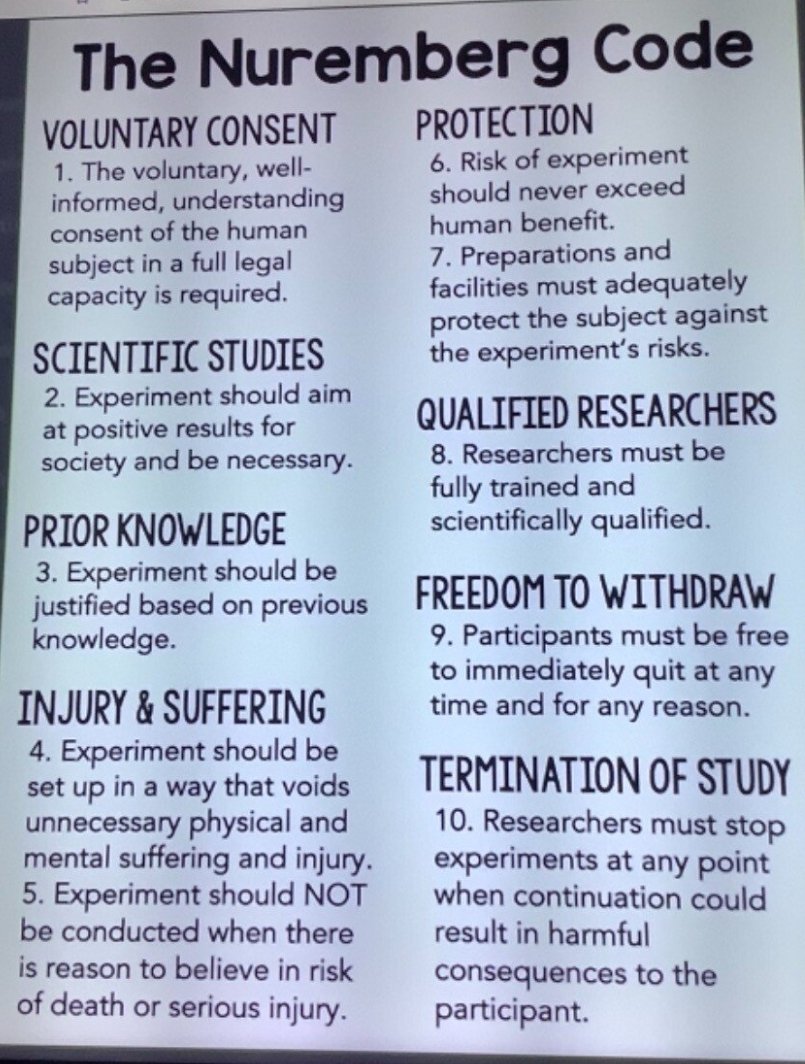 The Nuremberg Code
VOLUNTARY CONSENT
1. The voluntary, well-
informed, understanding
consent of the human
subject in a full legal
capacity is required.
SCIENTIFIC STUDIES
2. Experiment should aim
at positive results for
society and be necessary.
PRIOR KNOWLEDGE
3. Experiment should be
justified based on previous
knowledge.
INJURY & SUFFERING
4. Experiment should be
set up in a way that voids
unnecessary physical and
mental suffering and injury.
5. Experiment should NOT
be conducted when there
is reason to believe in risk
of death or serious injury.
PROTECTION
6. Risk of experiment
should never exceed
human benefit.
7. Preparations and
facilities must adequately
protect the subject against
the experiment's risks.
QUALIFIED RESEARCHERS
8. Researchers must be
fully trained and
scientifically qualified.
FREEDOM TO WITHDRAW
9. Participants must be free
to immediately quit at any
time and for any reason.
TERMINATION OF STUDY
10. Researchers must stop
experiments at any point
when continuation could
result in harmful
consequences to the
participant.